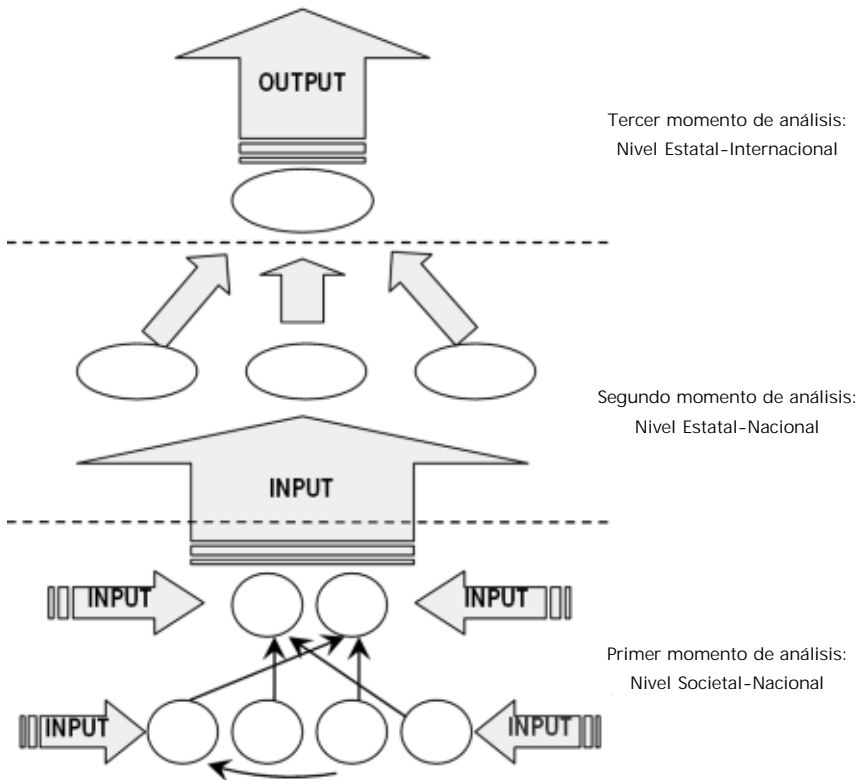 OUTPUT
Tercer momento de análisis:
Nivel Estatal-Internacional
Segundo momento de análisis:
Nivel Estatal-Nacional
INPUT
INPUT
INPUT
Primer momento de análisis:
Nivel Societal-Nacional
INPUT
INPUT